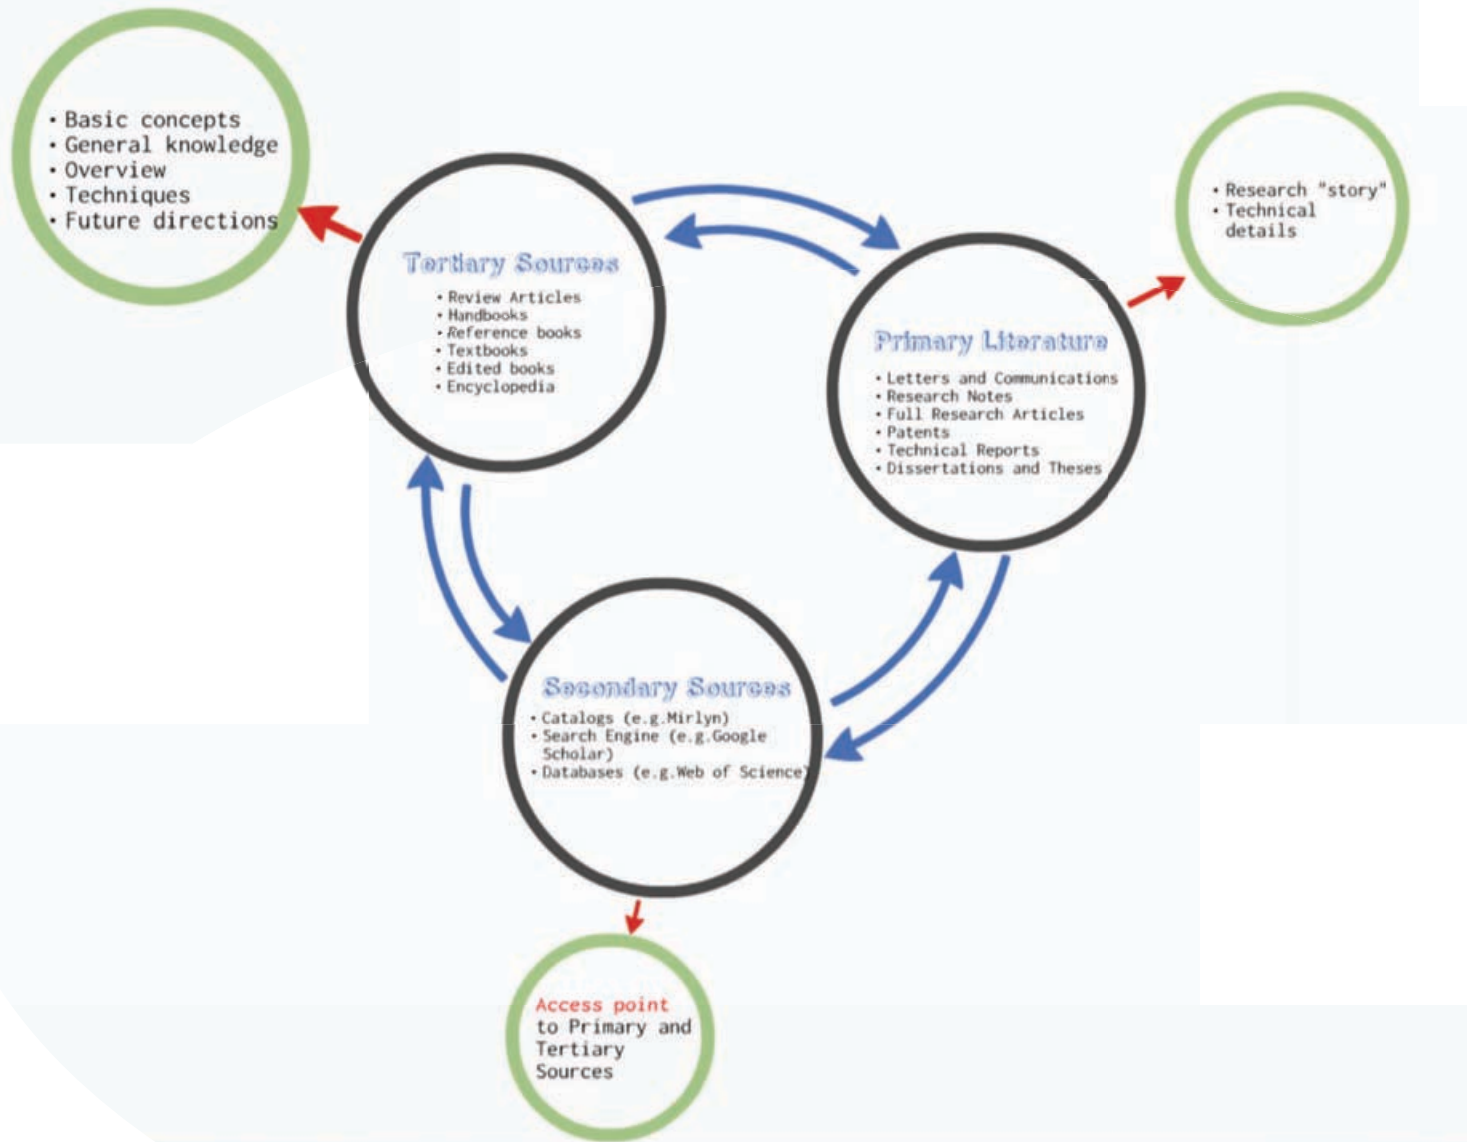 • Basic concepts
• General knowledge
• Overview
• Techniques
• Future directions
Tertiary Sources
• Review Articles
• Handbooks
• Reference books
• Textbooks
• Edited books
• Encyclopedia
• Research "story"
• Technical
details
Primary Literature
• Letters and Communications
• Research Notes
• Full Research Articles
• Patents
• Technical Reports
• Dissertations and Theses
Secondary Sources
• Catalogs (e.g.Mirlyn)
• Search Engine (e.g.Google
Scholar)
• Databases (e.g.Web of Science)
Access point
to Primary and
Tertiary
Sources